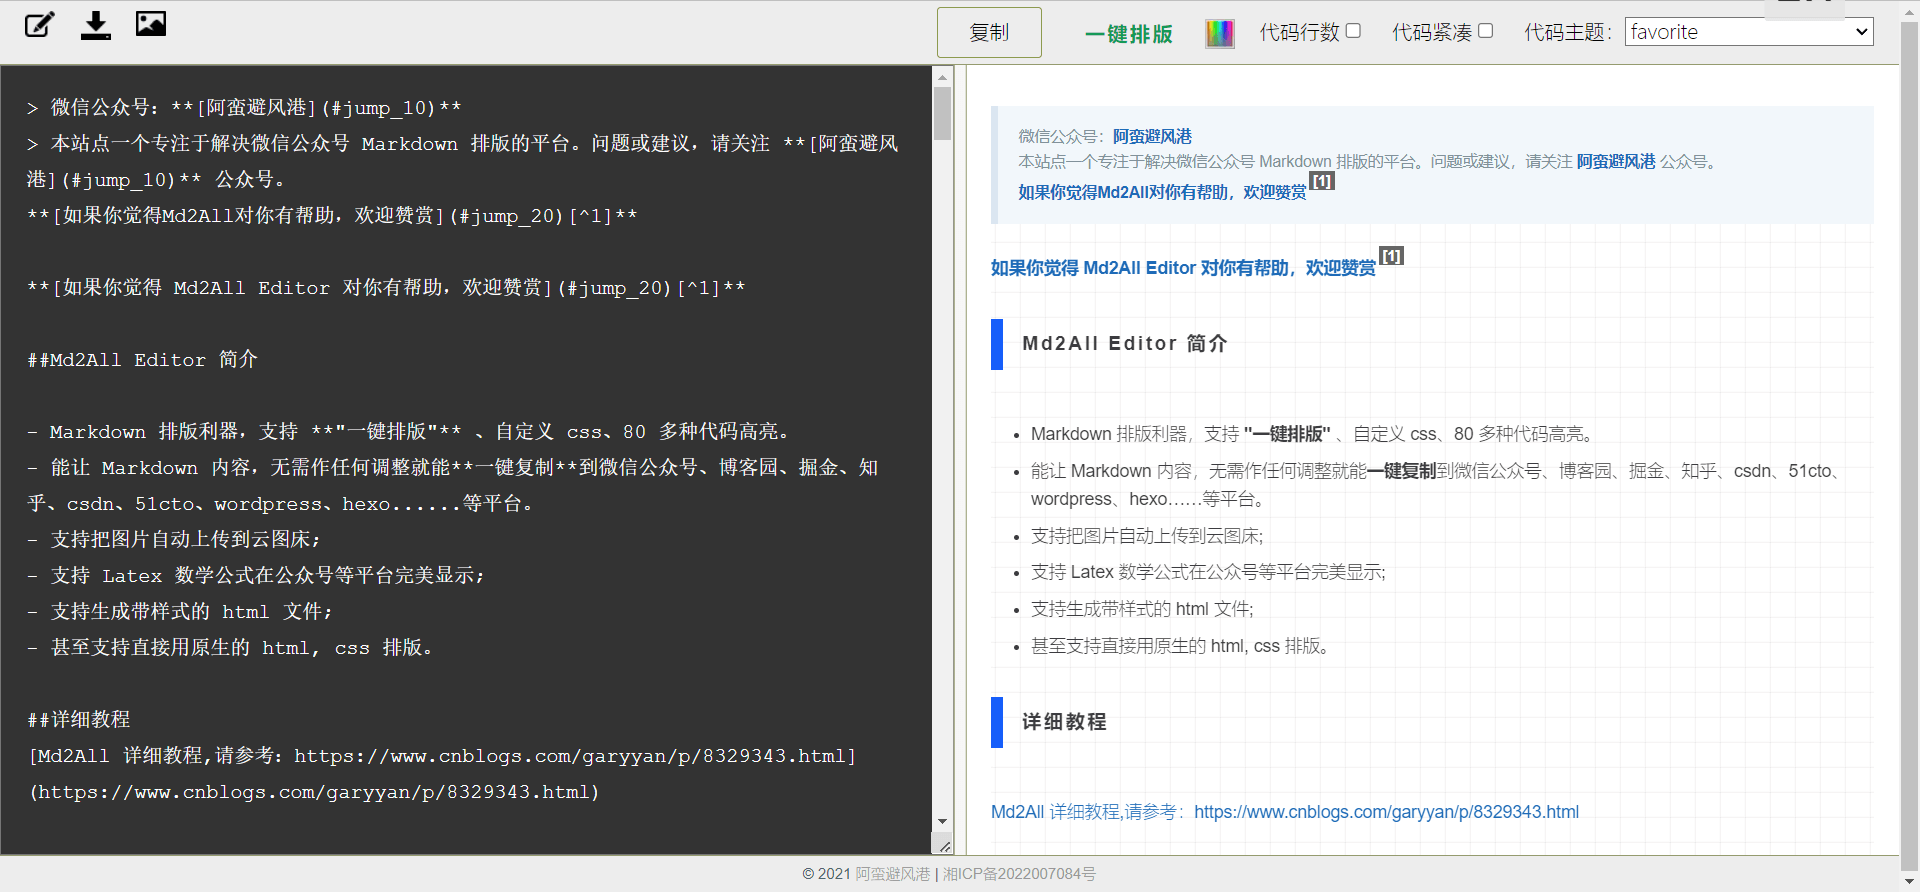 复制
一键排版
代码行数
代码紧凑
代码主题：
favorite
> 微信公众号：**[阿蛮避风港](#jump_10)**
> 本站点一个专注于解决微信公众号 Markdown 排版的平台。问题或建议，请关注 **[阿蛮避风
港](#jump_10)** 公众号。
**[如果你觉得Md2All对你有帮助，欢迎赞赏](#jump_20)[^1]**
**[如果你觉得 Md2All Editor 对你有帮助，欢迎赞赏](#jump_20)[^1]**
##Md2All Editor 简介
- Markdown 排版利器，支持 **"一键排版"** 、自定义 css、80 多种代码高亮。
- 能让 Markdown 内容，无需作任何调整就能**一键复制**到微信公众号、博客园、掘金、知
乎、csdn、51cto、wordpress、hexo......等平台。
- 支持把图片自动上传到云图床;
- 支持 Latex 数学公式在公众号等平台完美显示;
- 支持生成带样式的 html 文件;
- 甚至支持直接用原生的 html, css 排版。
##详细教程
[Md2All 详细教程,请参考：https://www.cnblogs.com/garyyan/p/8329343.html]
(https://www.cnblogs.com/garyyan/p/8329343.html)
微信公众号：阿蛮避风港
本站点一个专注于解决微信公众号 Markdown 排版的平台。问题或建议，请关注 阿蛮避风港 公众号。
如果你觉得Md2All对你有帮助，欢迎赞赏[1]
如果你觉得 Md2All Editor 对你有帮助，欢迎赞赏[1]
Md2All Editor 简介
• Markdown 排版利器，支持 "一键排版" 、自定义 css、80 多种代码高亮。
• 能让 Markdown 内容，无需作任何调整就能一键复制到微信公众号、博客园、掘金、知乎、csdn、51cto、
wordpress、hexo……等平台。
• 支持把图片自动上传到云图床;
• 支持 Latex 数学公式在公众号等平台完美显示;
• 支持生成带样式的 html 文件;
• 甚至支持直接用原生的 html, css 排版。
详细教程
Md2All 详细教程,请参考：https://www.cnblogs.com/garyyan/p/8329343.html
© 2021 阿蛮避风港 | 湘ICP备2022007084号